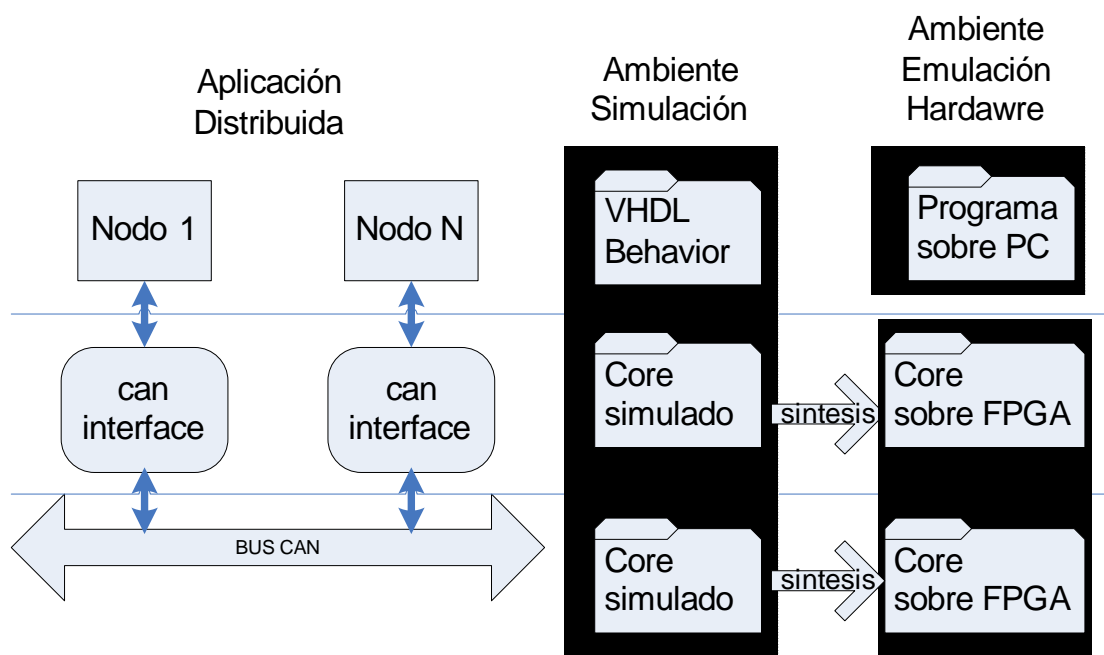 Aplicación
Distribuida
Ambiente
Simulación
Ambiente
Emulación
Hardawre
Nodo 1
Nodo N
VHDL
Behavior
Programa
sobre PC
can
interface
can
interface
Core
simulado
sintesis
Core
sobre FPGA
BUS CAN
Core
simulado
sintesis
Core
sobre FPGA